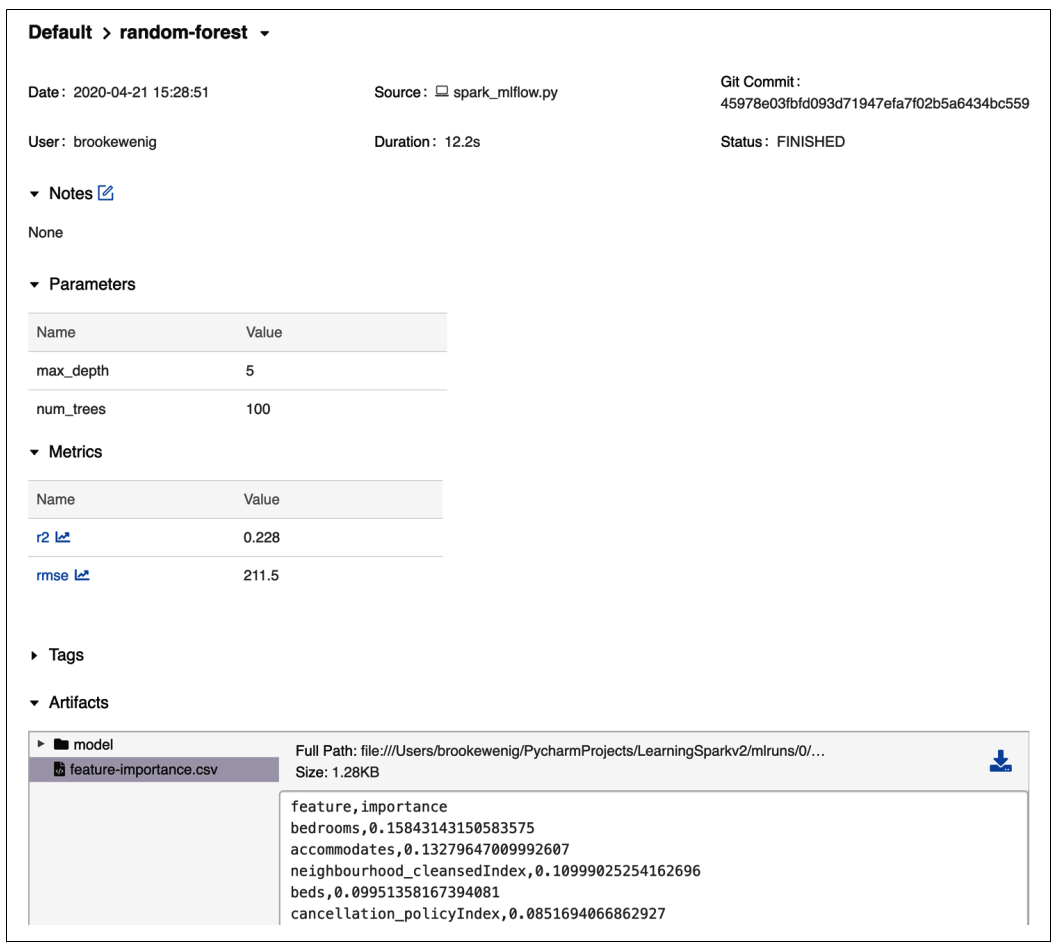 Default > random-forest
Date: 2020-04-21 15:28:51
Source: spark_mlflow.py
Git Commit:
45978e03fbfd093d71947efa7f02b5a6434bc559
User: brookewenig
Duration: 12.2s
Status: FINISHED
Notes
None
Parameters
Name Value
max_depth 5
num_trees 100
Metrics
Name Value
r2 0.228
rmse 211.5
Tags
Artifacts
model
feature-importance.csv
Full Path: file:///Users/brookewenig/PycharmProjects/LearningSparkv2/mlruns/0/…
Size: 1.28KB
feature,importance
bedrooms,0.15843143150583575
accommodates,0.13279647009992607
neighbourhood_cleansedIndex,0.10999025254162696
beds,0.09951358167394081
cancellation_policyIndex,0.0851694066862927